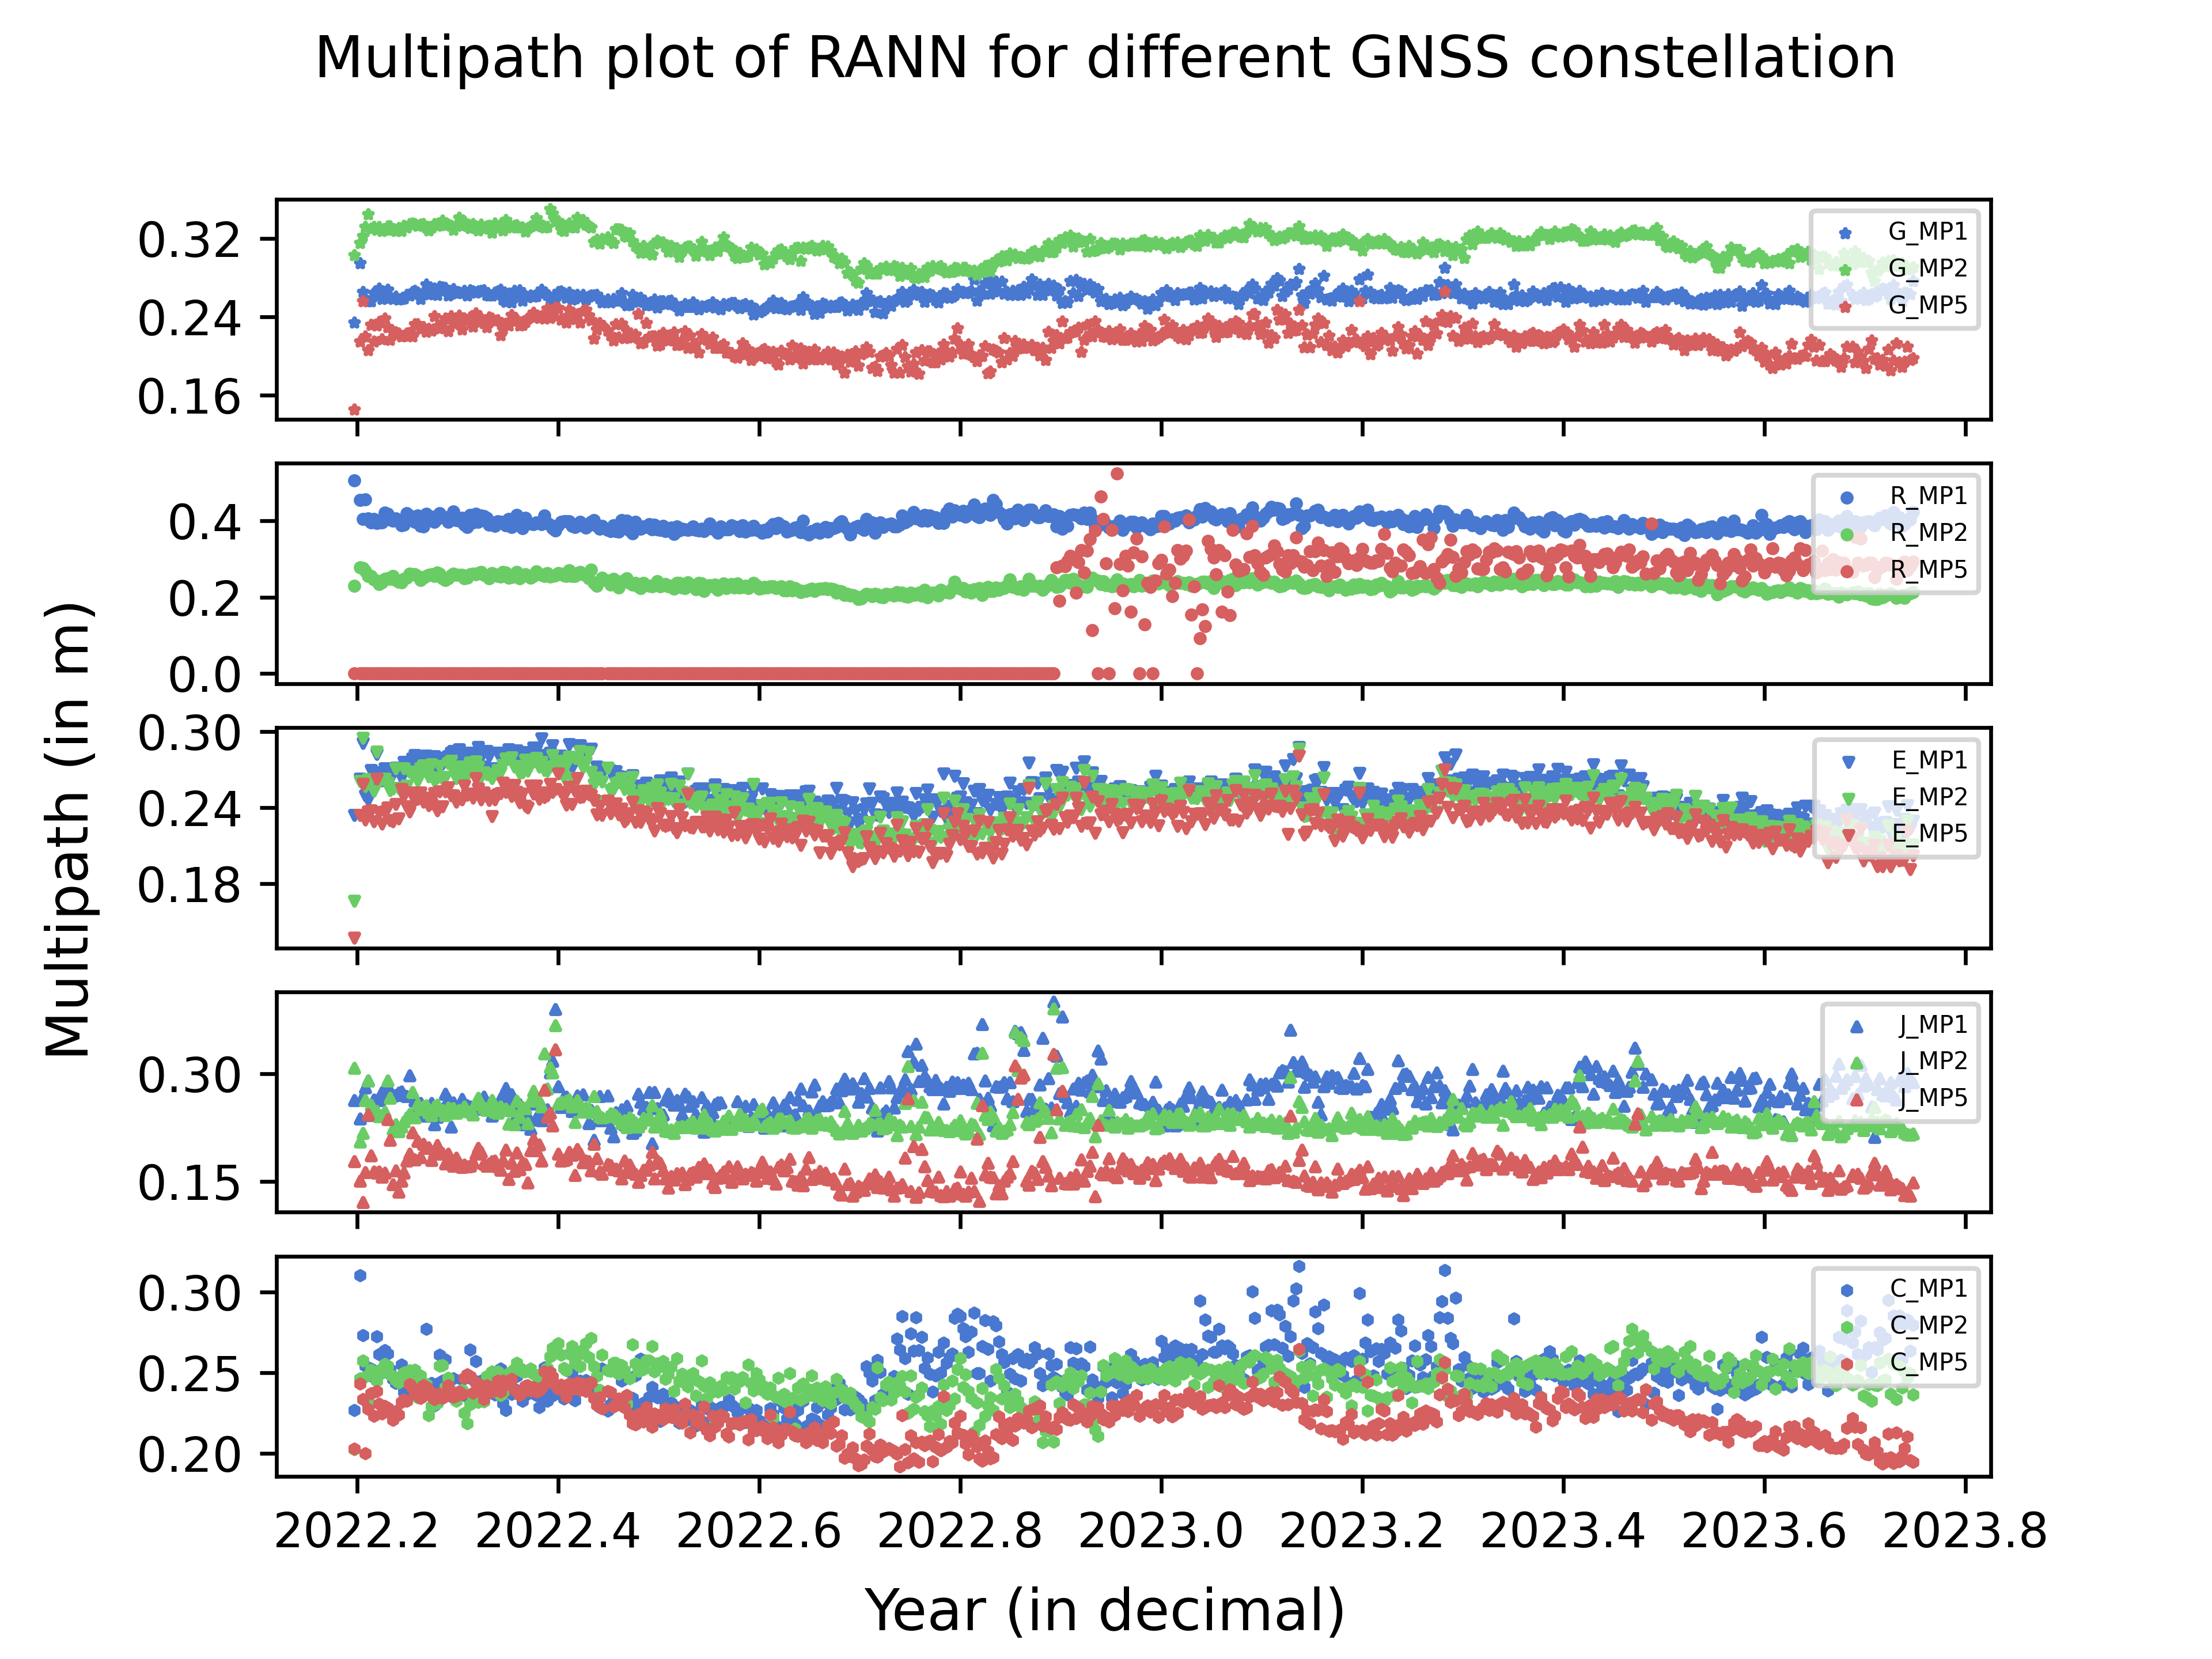 Multipath plot of RANN for different GNSS constellation
0.32
0.24
0.16
G_MP1
G_MP2
G_MP5
0.4
0.2
0.0
R_MP1
R_MP2
R_MP5
0.30
0.24
0.18
E_MP1
E_MP2
E_MP5
0.30
0.15
J_MP1
J_MP2
J_MP5
0.30
0.25
0.20
C_MP1
C_MP2
C_MP5
2022.2 2022.4 2022.6 2022.8 2023.0 2023.2 2023.4 2023.6 2023.8
Year (in decimal)
Multipath (in m)